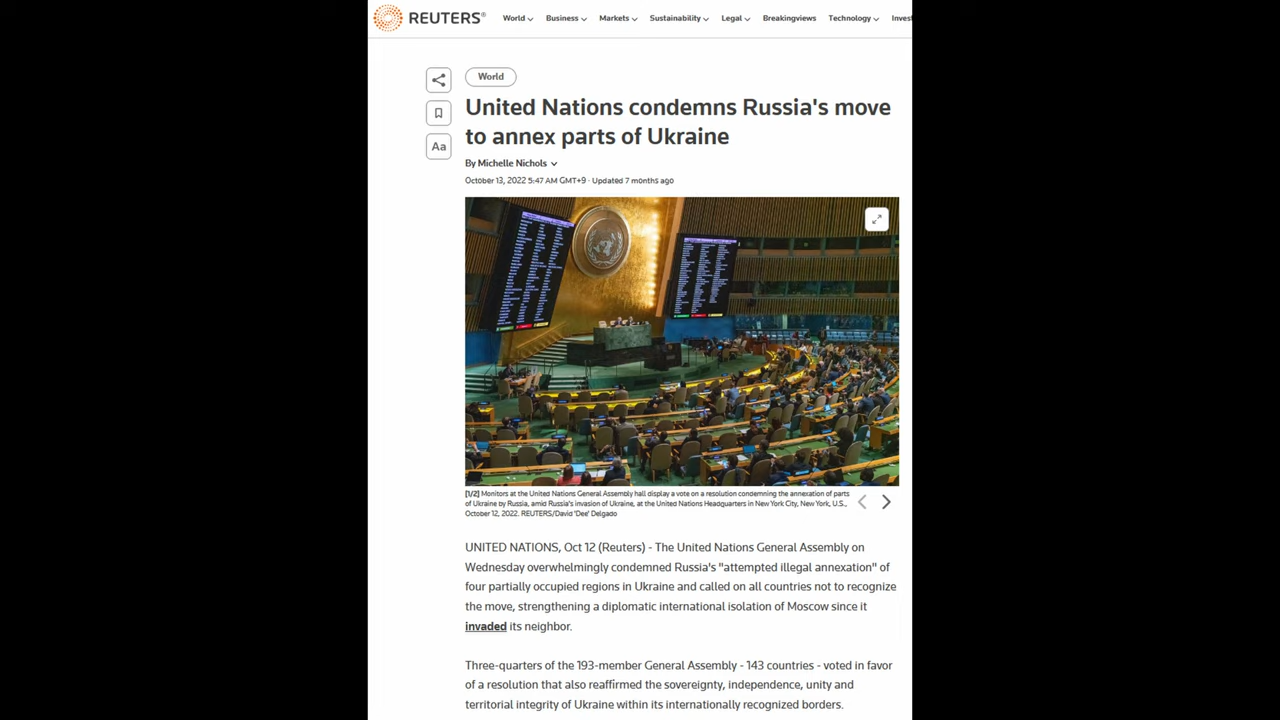 REUTERS®
World
Business
Markets
Sustainability
Legal
Breakingviews
Technology
Inves
World
United Nations condemns Russia's move
to annex parts of Ukraine
Aa
By Michelle Nichols
October 13, 2022 5:47 AM GMT+9 · Updated 7 months ago
[1/2] Monitors at the United Nations General Assembly hall display a vote on a resolution condemning the annexation of parts
of Ukraine by Russia, amid Russia's invasion of Ukraine, at the United Nations Headquarters in New York City, New York, U.S.,
October 12, 2022. REUTERS/David 'Dee' Delgado
UNITED NATIONS, Oct 12 (Reuters) - The United Nations General Assembly on
Wednesday overwhelmingly condemned Russia's "attempted illegal annexation" of
four partially occupied regions in Ukraine and called on all countries not to recognize
the move, strengthening a diplomatic international isolation of Moscow since it
invaded its neighbor.
Three-quarters of the 193-member General Assembly - 143 countries - voted in favor
of a resolution that also reaffirmed the sovereignty, independence, unity and
territorial integrity of Ukraine within its internationally recognized borders.